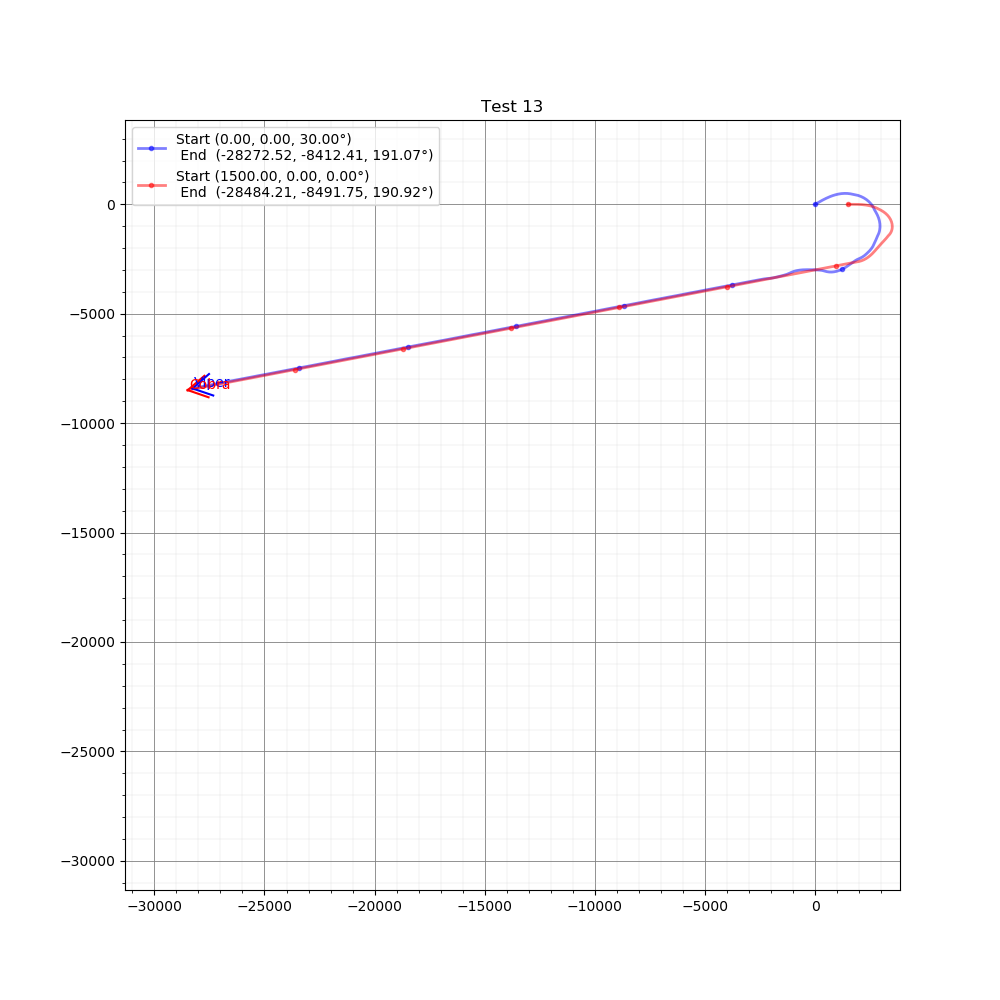 Test 13
Start (0.00, 0.00, 30.00°)
End (-28272.52, -8412.41, 191.07°)
Start (1500.00, 0.00, 0.00°)
End (-28484.21, -8491.75, 190.92°)
0
−5000
−10000
−15000
−20000
−25000
−30000
Viper
−30000 −25000 −20000 −15000 −10000 −5000 0